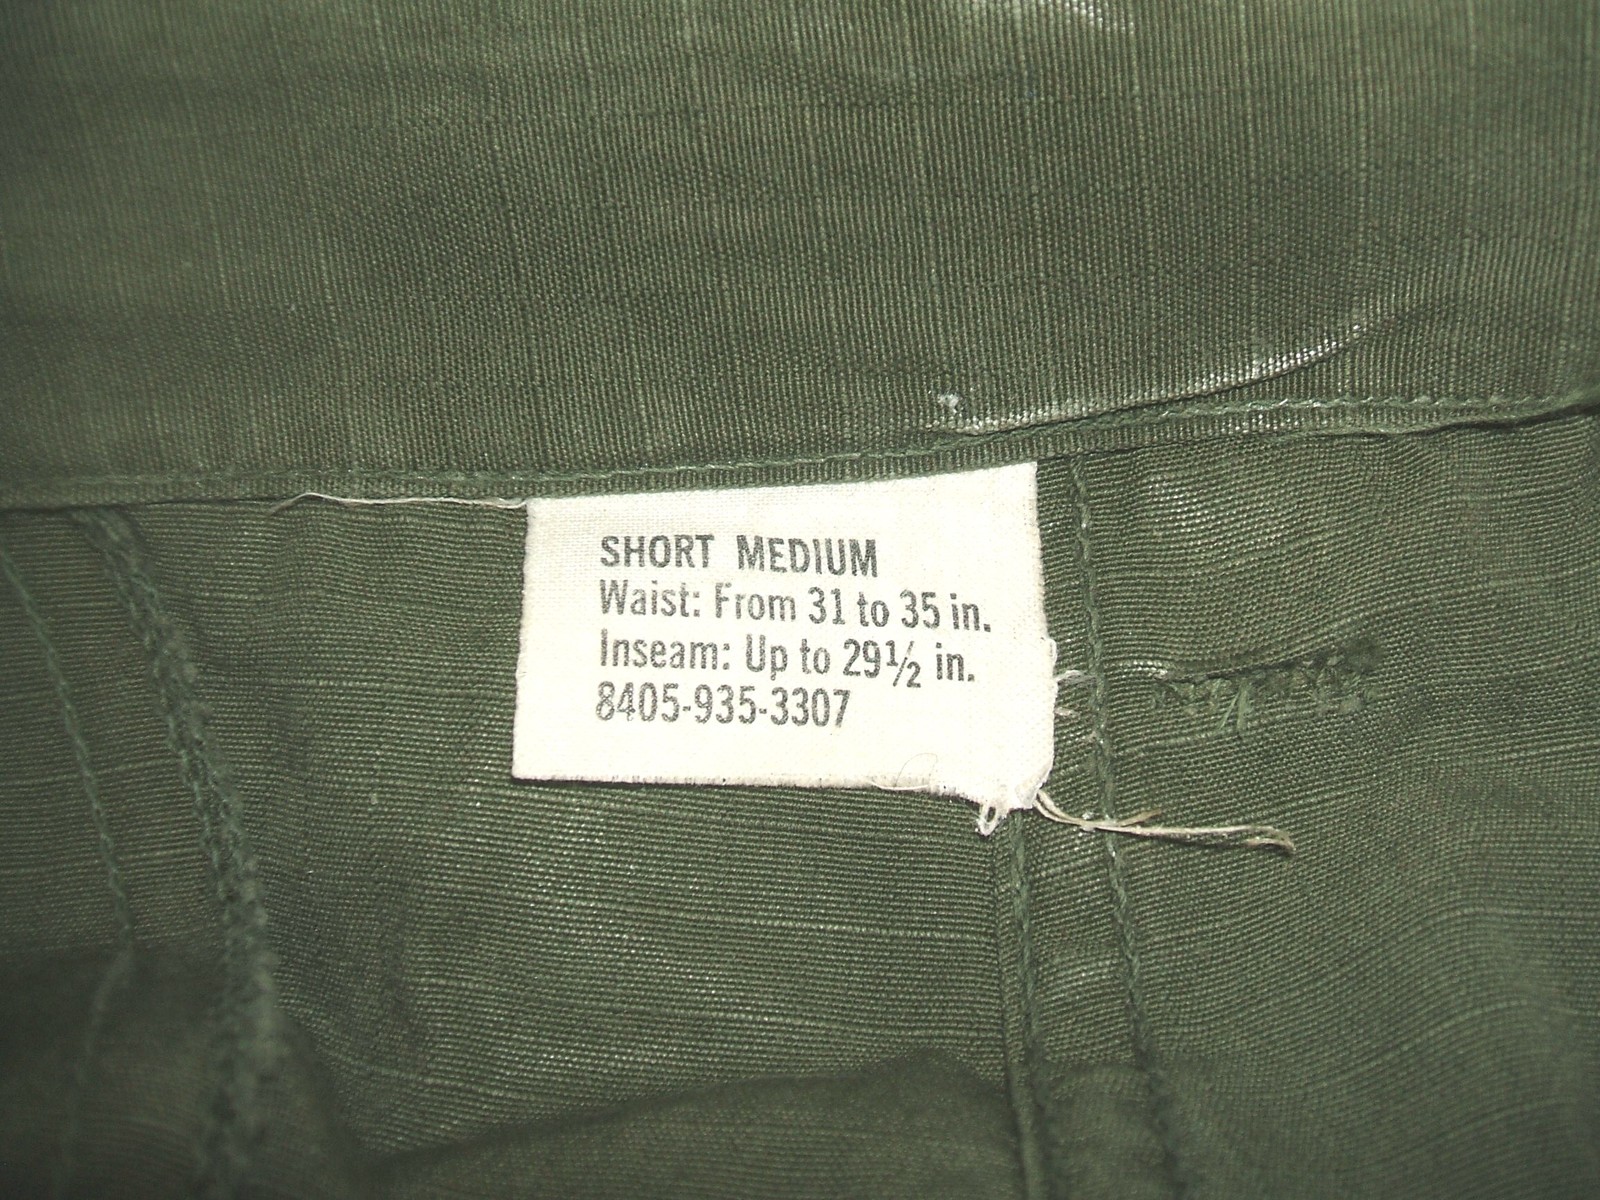 SHORT MEDIUM
Waist: From 31 to 35 in.
Inseam: Up to 29½ in.
8405-935-3307